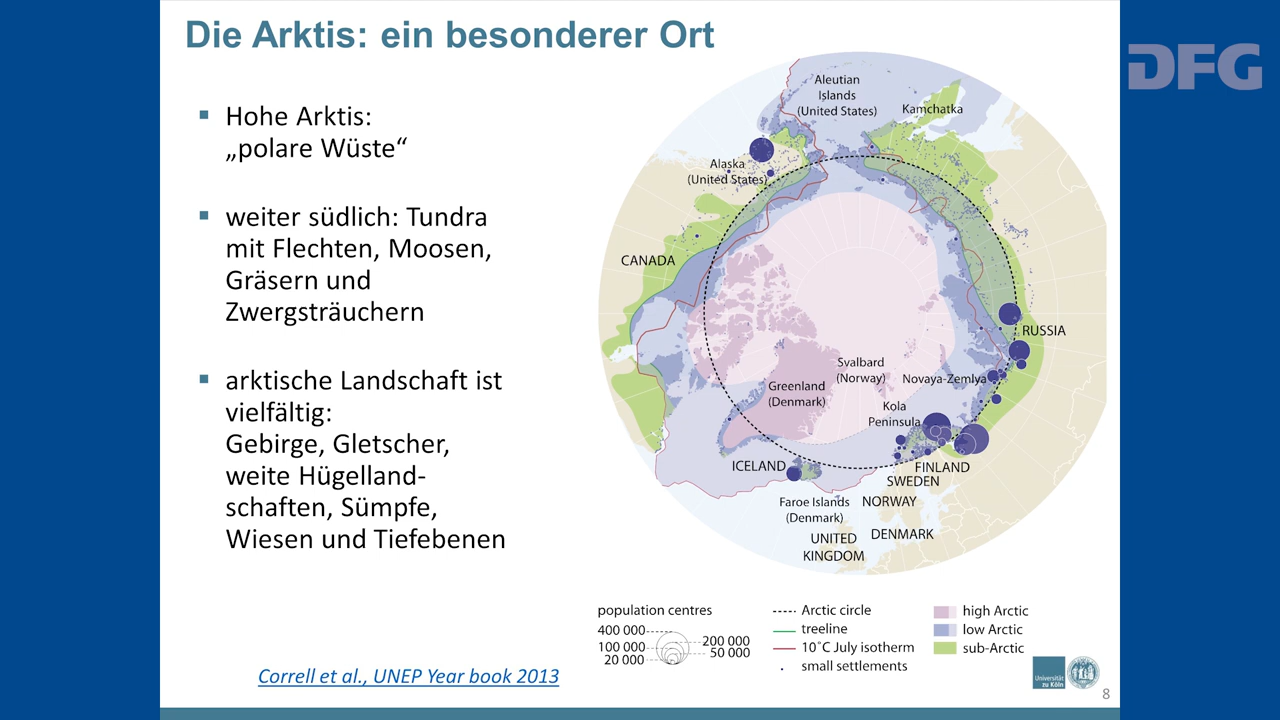 Die Arktis: ein besonderer Ort
DFG
▪ Hohe Arktis:
„polare Wüste“
▪ weiter südlich: Tundra
mit Flechten, Moosen,
Gräsern und
Zwergsträuchern
▪ arktische Landschaft ist
vielfältig:
Gebirge, Gletscher,
weite Hügelland-
schaften, Sümpfe,
Wiesen und Tiefebenen
Correll et al., UNEP Year book 2013
Aleutian
Islands
(United States)
Kamchatka
Alaska
(United States)
CANADA
RUSSIA
Svalbard
(Norway)
Novaya-Zemlya
Greenland
(Denmark)
Kola
Peninsula
ICELAND
FINLAND
SWEDEN
Faroe Islands
(Denmark)
NORWAY
UNITED
KINGDOM
DENMARK
population centres
400 000
100 000
20 000
200 000
50 000
Arctic circle
treeline
10˚C July isotherm
small settlements
high Arctic
low Arctic
sub-Arctic
Universität
zu Köln
8